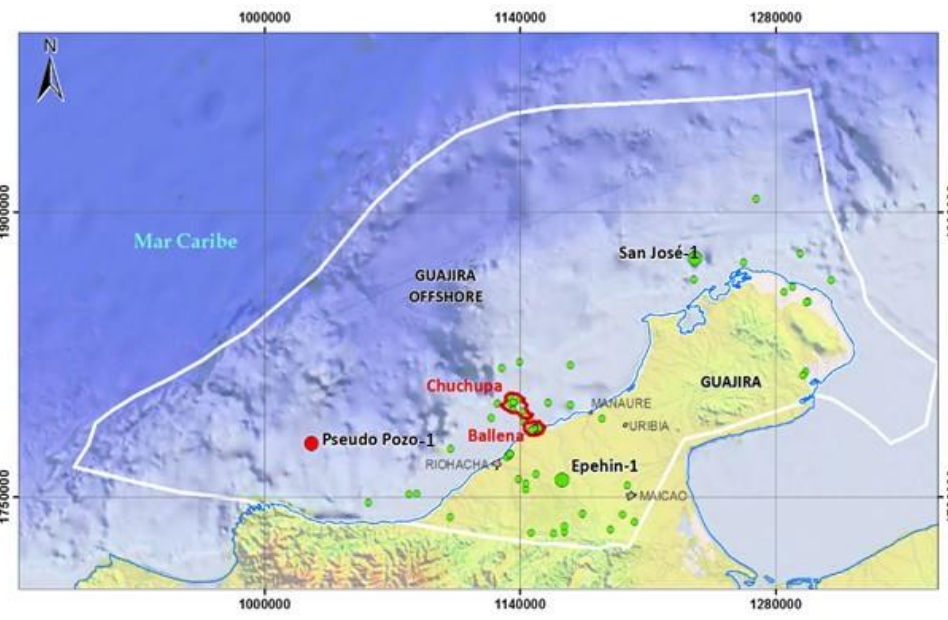 1000000 1140000 1280000
N
1900000
Mar Caribe
San José-1
GUAJIRA
OFFSHORE
GUAJIRA
Chuchupa
MANAURE
Ballena
URIBIA
Pseudo Pozo-1
RIOHACHA
Epehin-1
MAICAO
1750000
1000000 1140000 1280000